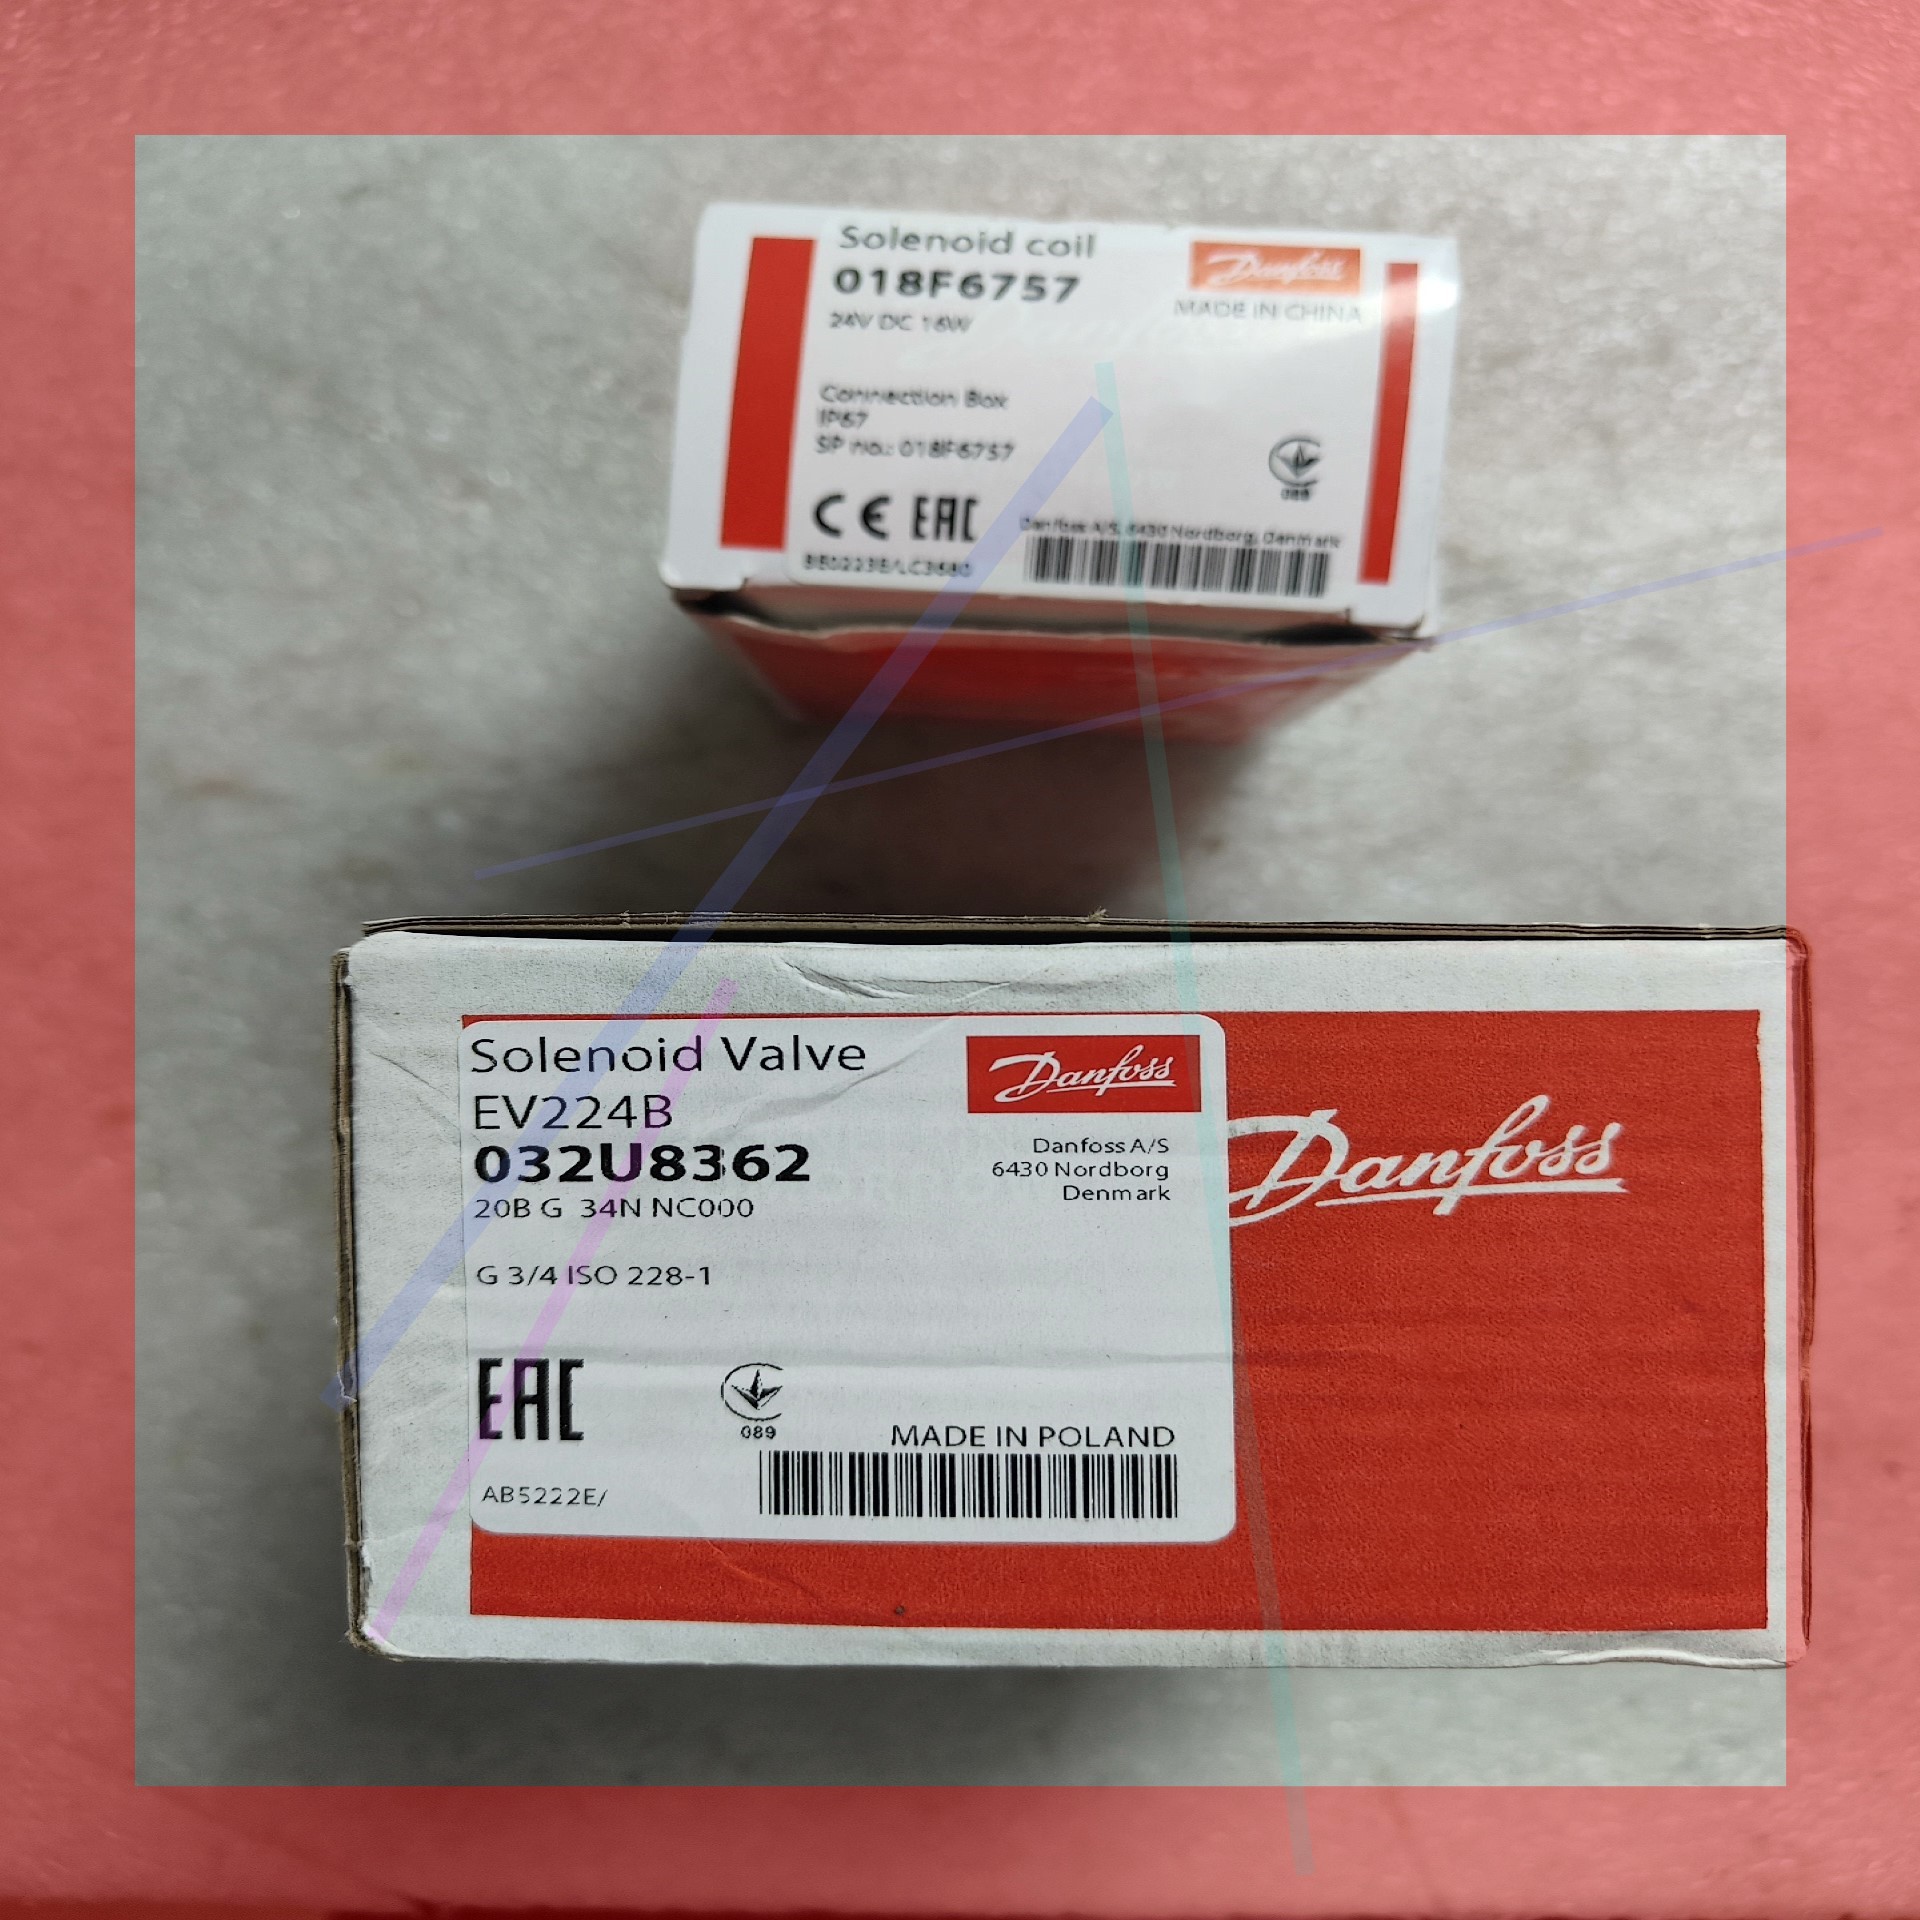 Solenoid coil
018F6757
24V DC 16W
Danfoss
MADE IN CHINA
Connection Box
IP67
SP no.: 018F6757
CE EAC
089
Danfoss A/S, 6430 Nordborg, Denmark
Solenoid Valve
EV224B
032U8362
20B G 34N NC000
G 3/4 ISO 228-1
Danfoss
Danfoss A/S
6430 Nordborg
Denmark
EAC
089
MADE IN POLAND
AB5222E/
Danfoss